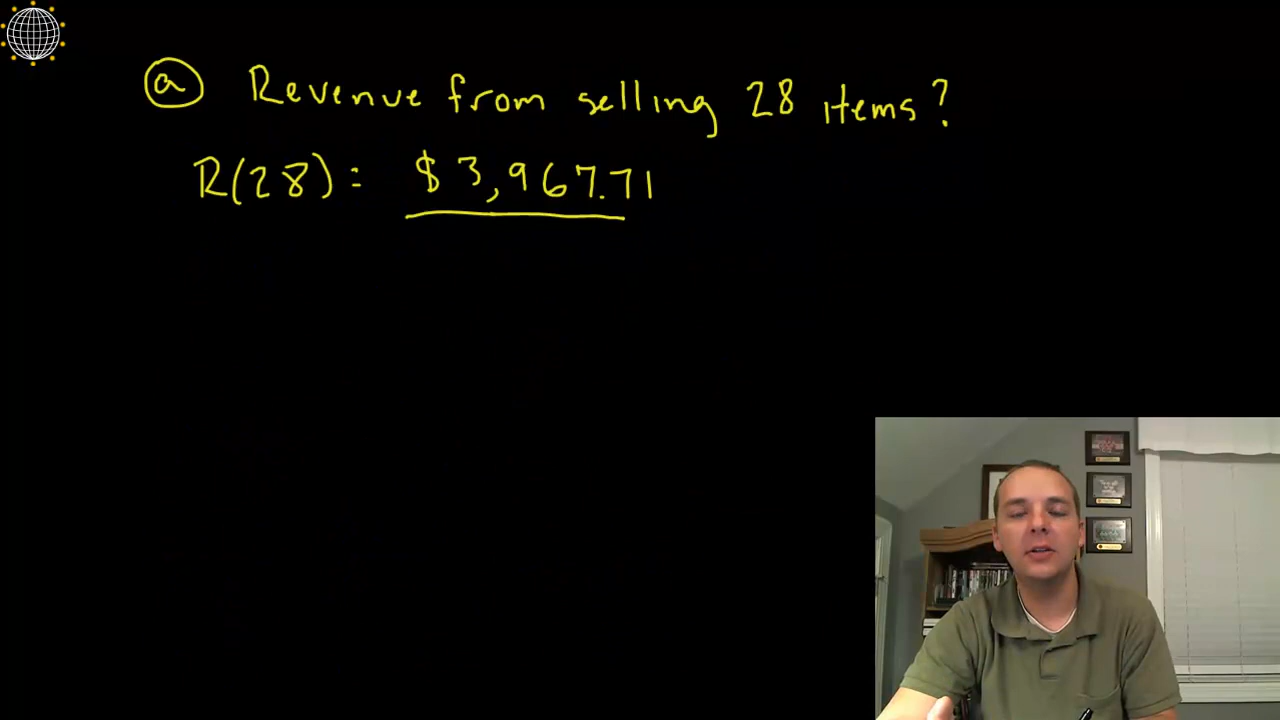 a Revenue from selling 28 items?
R(28) = $3,967.71